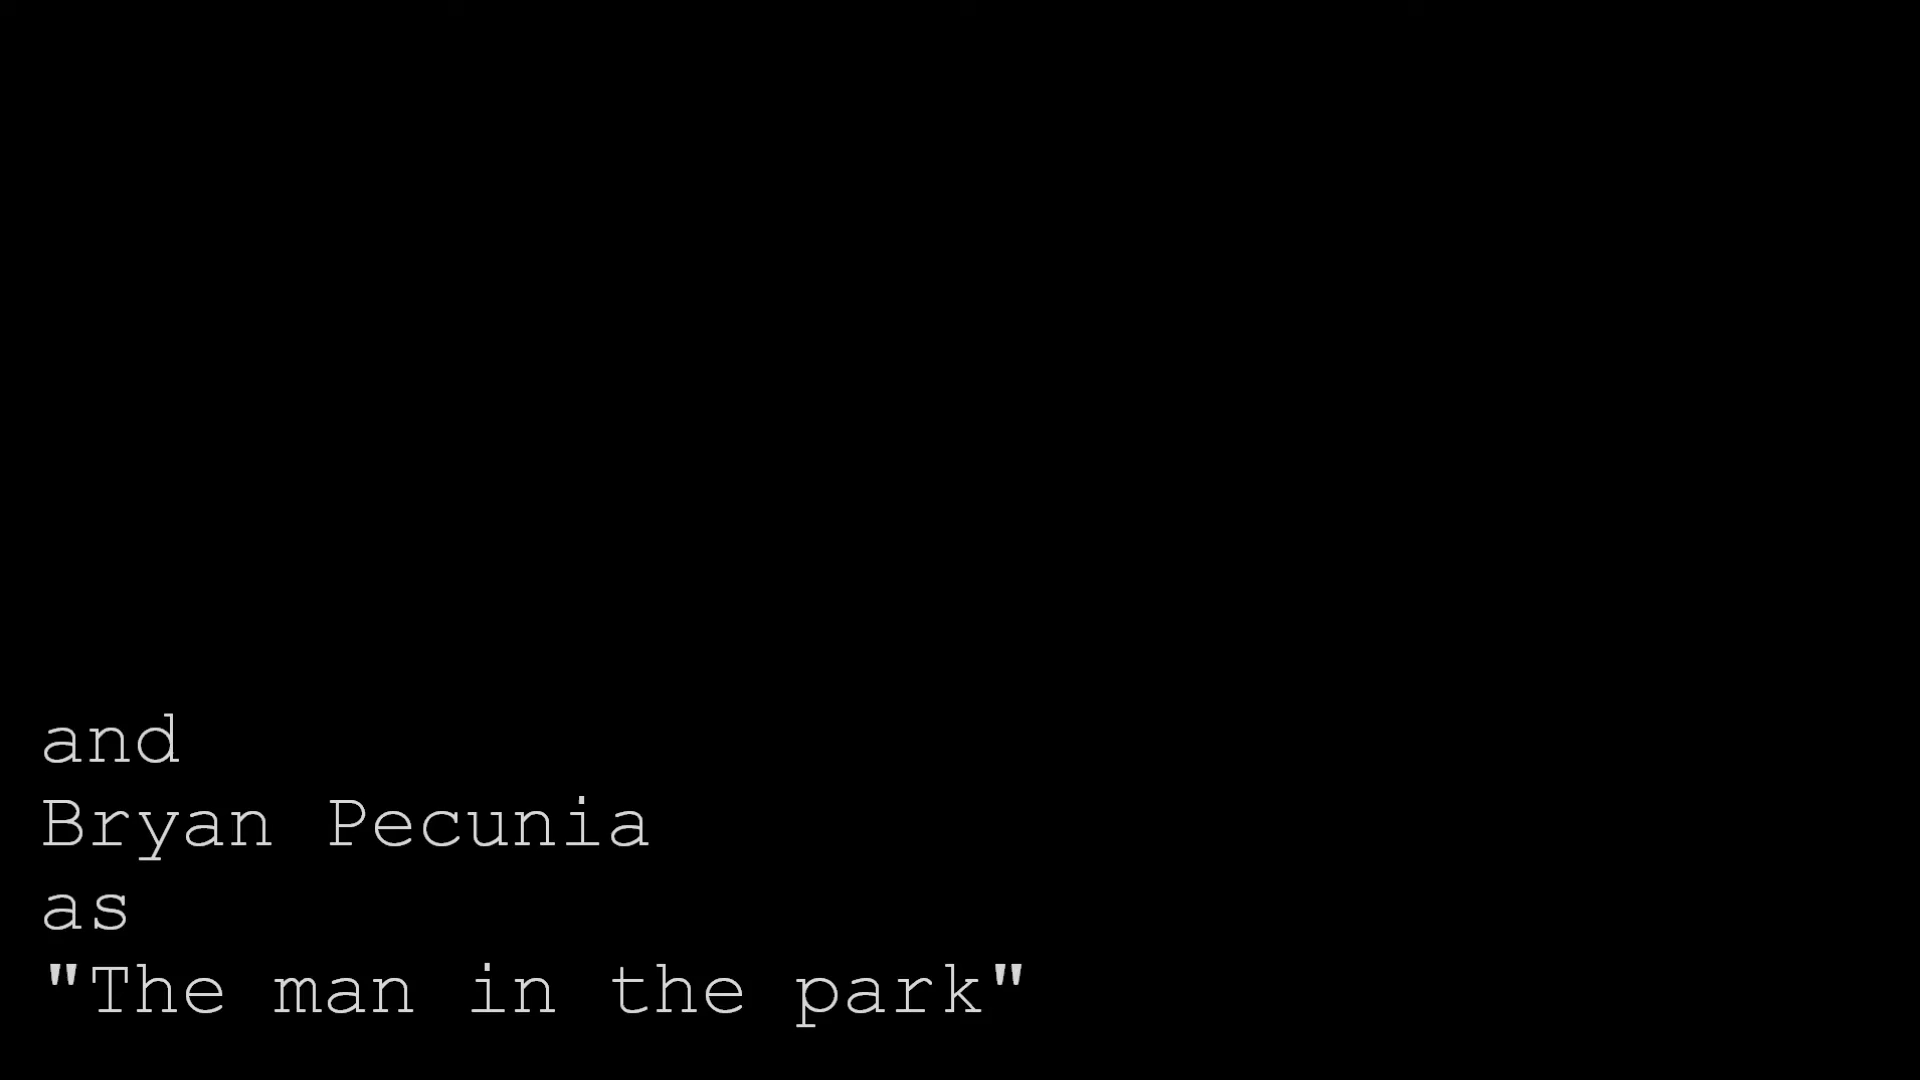 and
Bryan Pecunia
as
"The man in the park"